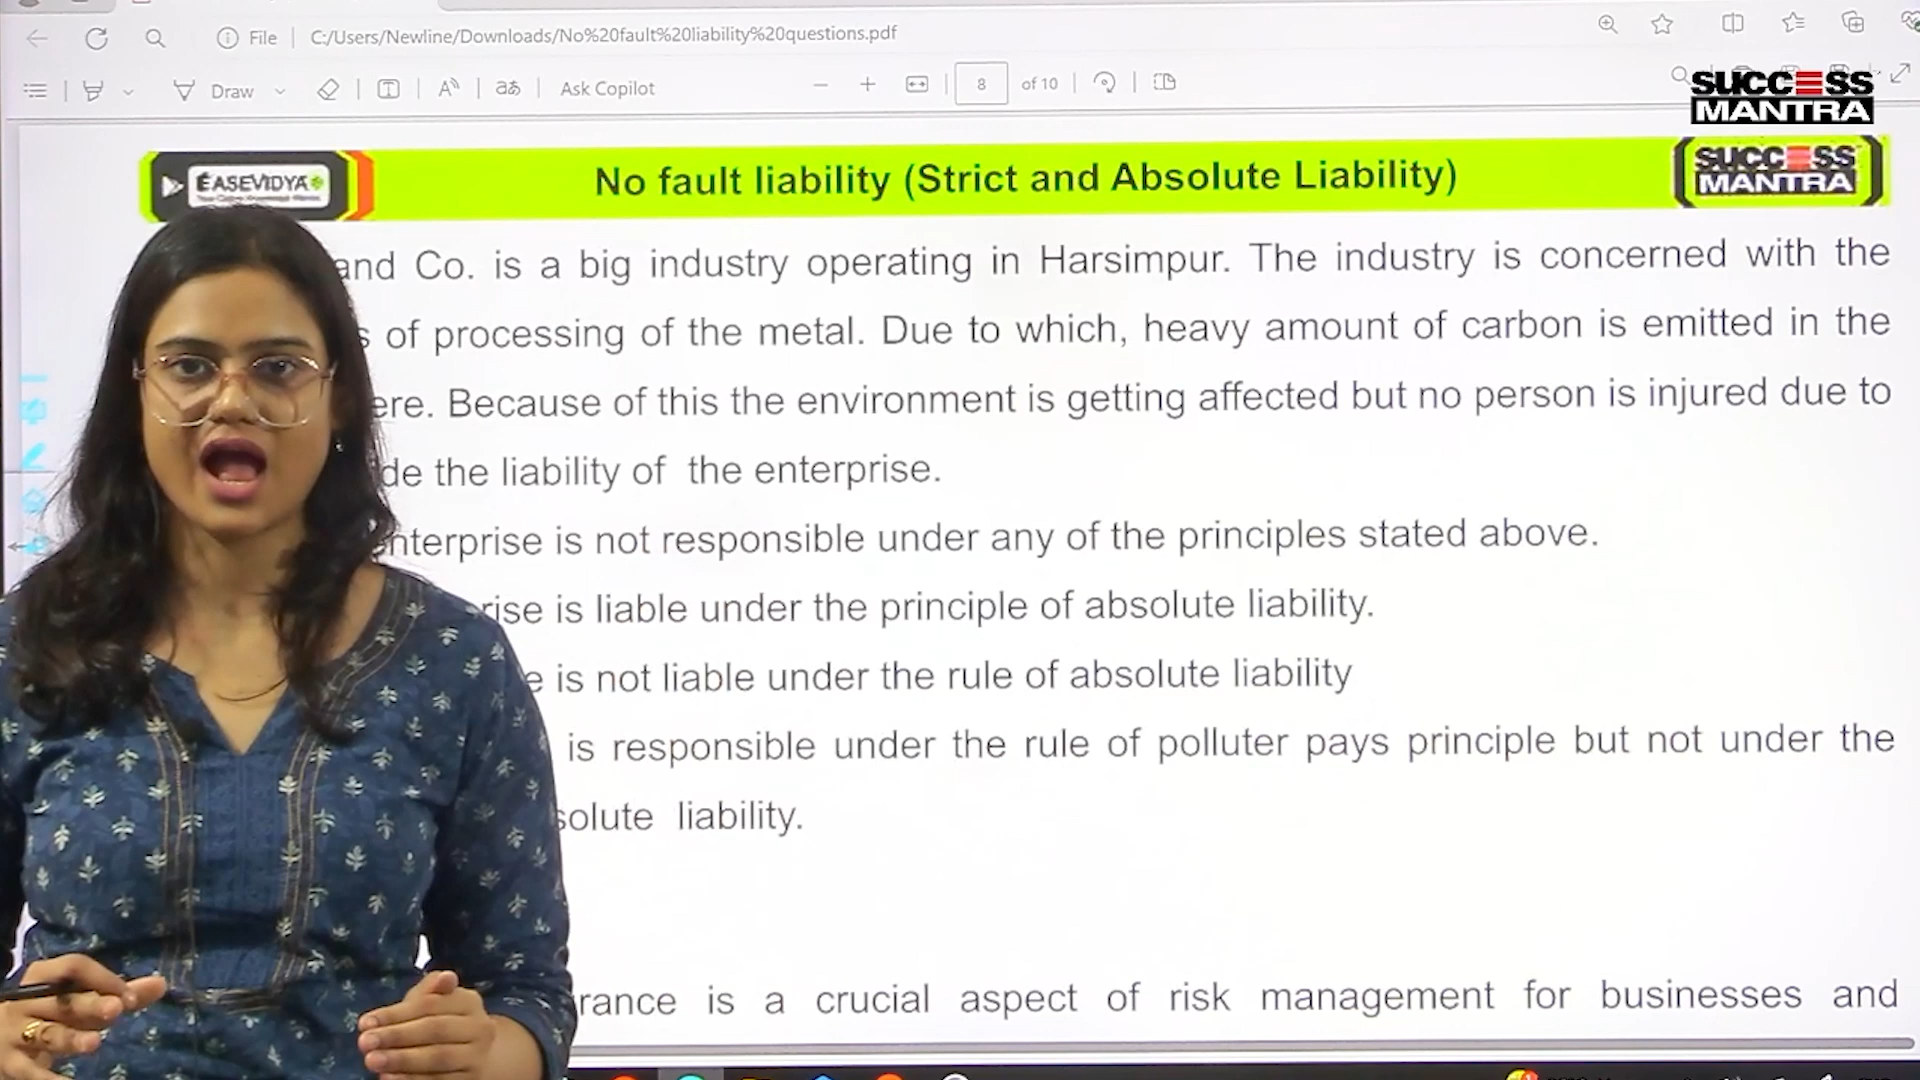 File
C:/Users/Newline/Downloads/No%20fault%20liability%20questions.pdf
Draw
aあ
Ask Copilot
8 of 10
SUCCESS
MANTRA
EASEVIDYA
No fault liability (Strict and Absolute Liability)
SUCCESS
MANTRA
and Co. is a big industry operating in Harsimpur. The industry is concerned with the
s of processing of the metal. Due to which, heavy amount of carbon is emitted in the
ere. Because of this the environment is getting affected but no person is injured due to
de the liability of the enterprise.
nterprise is not responsible under any of the principles stated above.
rise is liable under the principle of absolute liability.
e is not liable under the rule of absolute liability
is responsible under the rule of polluter pays principle but not under the
solute liability.
rance is a crucial aspect of risk management for businesses and